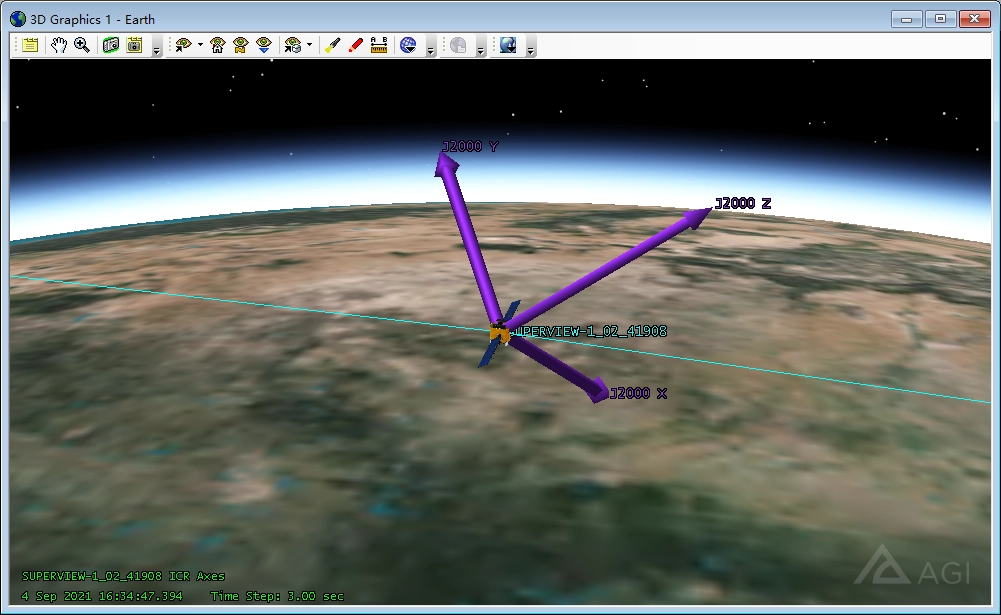 3D Graphics 1 - Earth
A B
J2000 Y
J2000 Z
SUPERVIEW-1_02_41908
J2000 X
AGI
SUPERVIEW-1_02_41908 ICR Axes
4 Sep 2021 16:34:47.394 Time Step: 3.00 sec